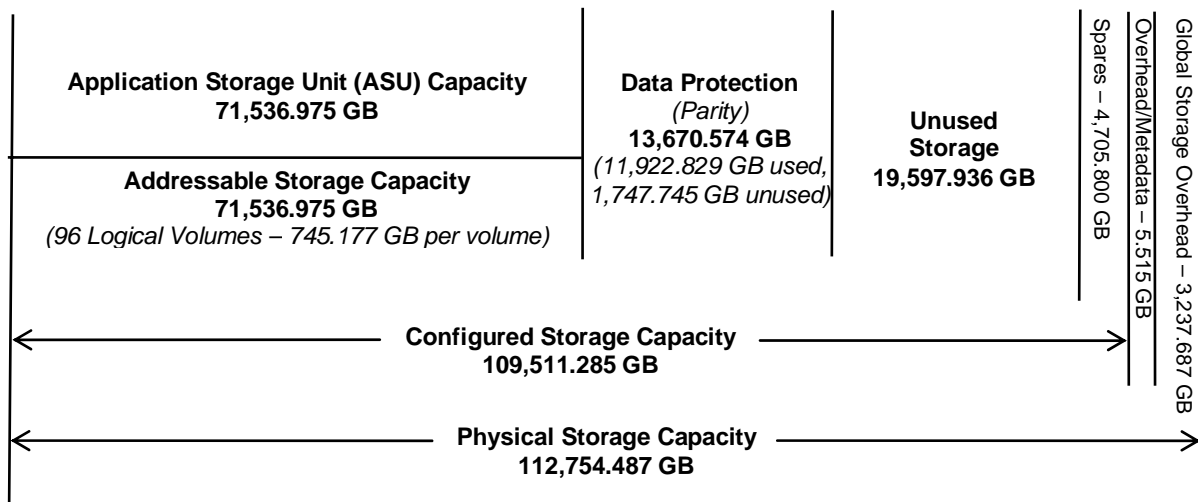 Application Storage Unit (ASU) Capacity
71,536.975 GB
Addressable Storage Capacity
71,536.975 GB
(96 Logical Volumes – 745.177 GB per volume)
Data Protection
(Parity)
13,670.574 GB
(11,922.829 GB used,
1,747.745 GB unused)
Unused
Storage
19,597.936 GB
Spares – 4,705.800 GB
Overhead/Metadata – 5.515 GB
Global Storage Overhead – 3,237.687 GB
Configured Storage Capacity
109,511.285 GB
Physical Storage Capacity
112,754.487 GB